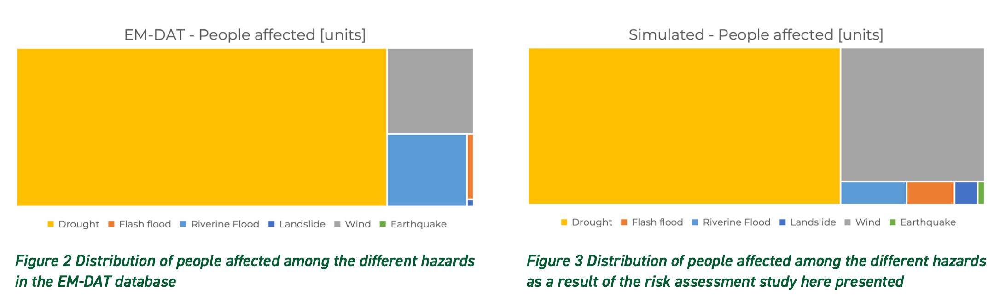 EM-DAT - People affected [units]
Drought Flash flood Riverine Flood Landslide Wind Earthquake
Figure 2 Distribution of people affected among the different hazards
in the EM-DAT database
Simulated - People affected [units]
Drought Flash flood Riverine Flood Landslide Wind Earthquake
Figure 3 Distribution of people affected among the different hazards
as a result of the risk assessment study here presented